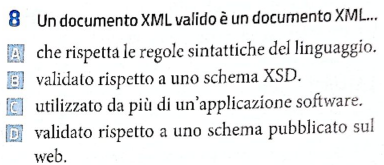 8 Un documento XML valido è un documento XML...
A che rispetta le regole sintattiche del linguaggio.
B validato rispetto a uno schema XSD.
C utilizzato da più di un'applicazione software.
D validato rispetto a uno schema pubblicato sul
web.